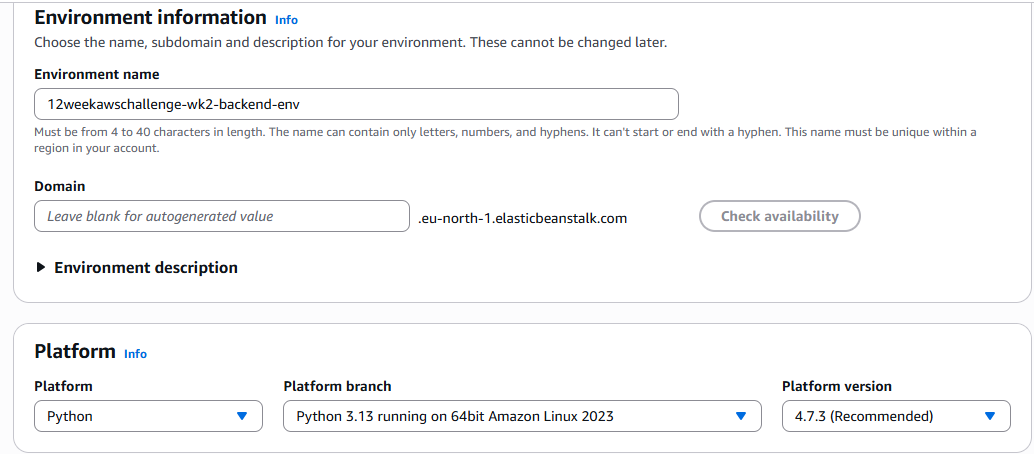 Environment information Info
Choose the name, subdomain and description for your environment. These cannot be changed later.
Environment name
12weekawschallenge-wk2-backend-env
Must be from 4 to 40 characters in length. The name can contain only letters, numbers, and hyphens. It can't start or end with a hyphen. This name must be unique within a
region in your account.
Domain
Leave blank for autogenerated value .eu-north-1.elasticbeanstalk.com Check availability
Environment description
Platform Info
Platform Platform branch Platform version
Python Python 3.13 running on 64bit Amazon Linux 2023 4.7.3 (Recommended)